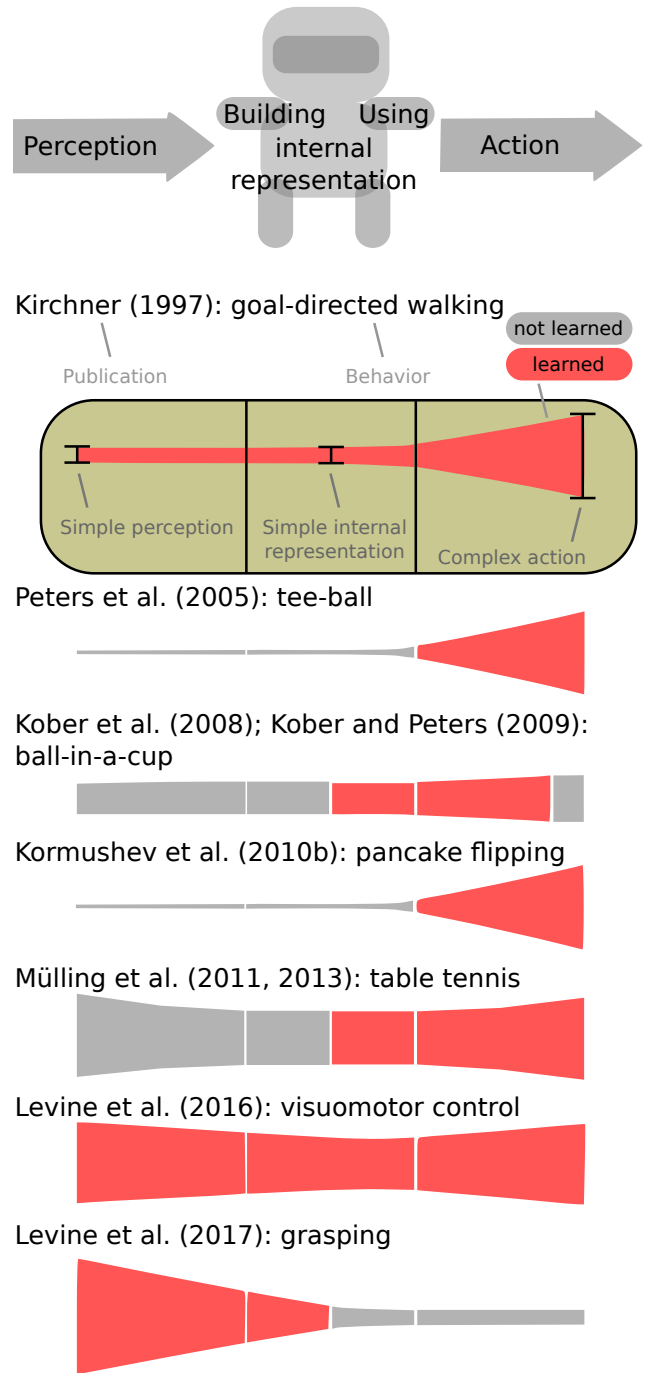 Perception
Building Using
internal
representation
Action
Kirchner (1997): goal-directed walking
not learned
learned
Publication
Behavior
Simple perception
Simple internal
representation
Complex action
Peters et al. (2005): tee-ball
Kober et al. (2008); Kober and Peters (2009):
ball-in-a-cup
Kormushev et al. (2010b): pancake flipping
Mülling et al. (2011, 2013): table tennis
Levine et al. (2016): visuomotor control
Levine et al. (2017): grasping